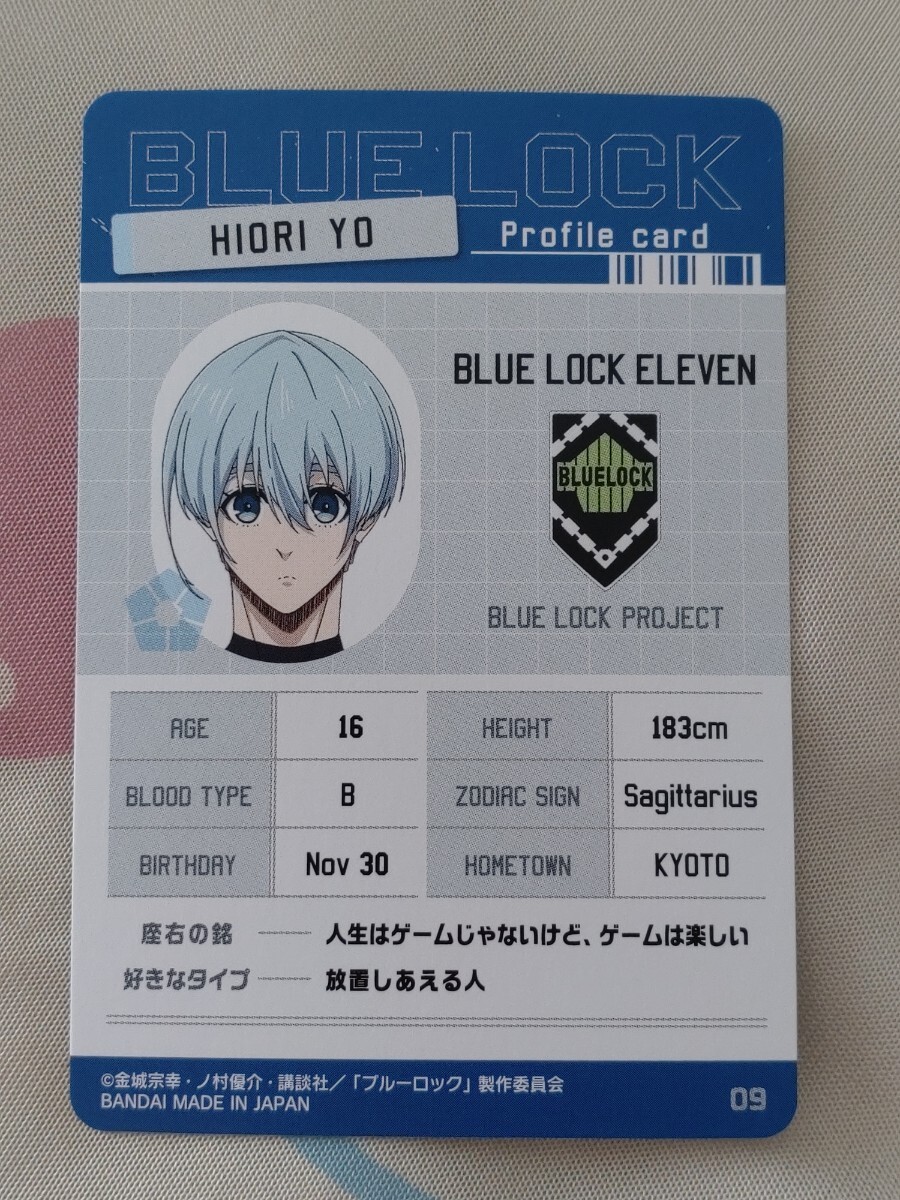 BLUE LOCK
HIORI YO
Profile card
BLUE LOCK ELEVEN
BLUELOCK
BLUE LOCK PROJECT
AGE 16 HEIGHT 183cm
BLOOD TYPE B ZODIAC SIGN Sagittarius
BIRTHDAY Nov 30 HOMETOWN KYOTO
座右の銘 人生はゲームじゃないけど、ゲームは楽しい
好きなタイプ 放置しあえる人
©金城宗幸・ノ村優介・講談社/「ブルーロック」製作委員会
BANDAI MADE IN JAPAN
09